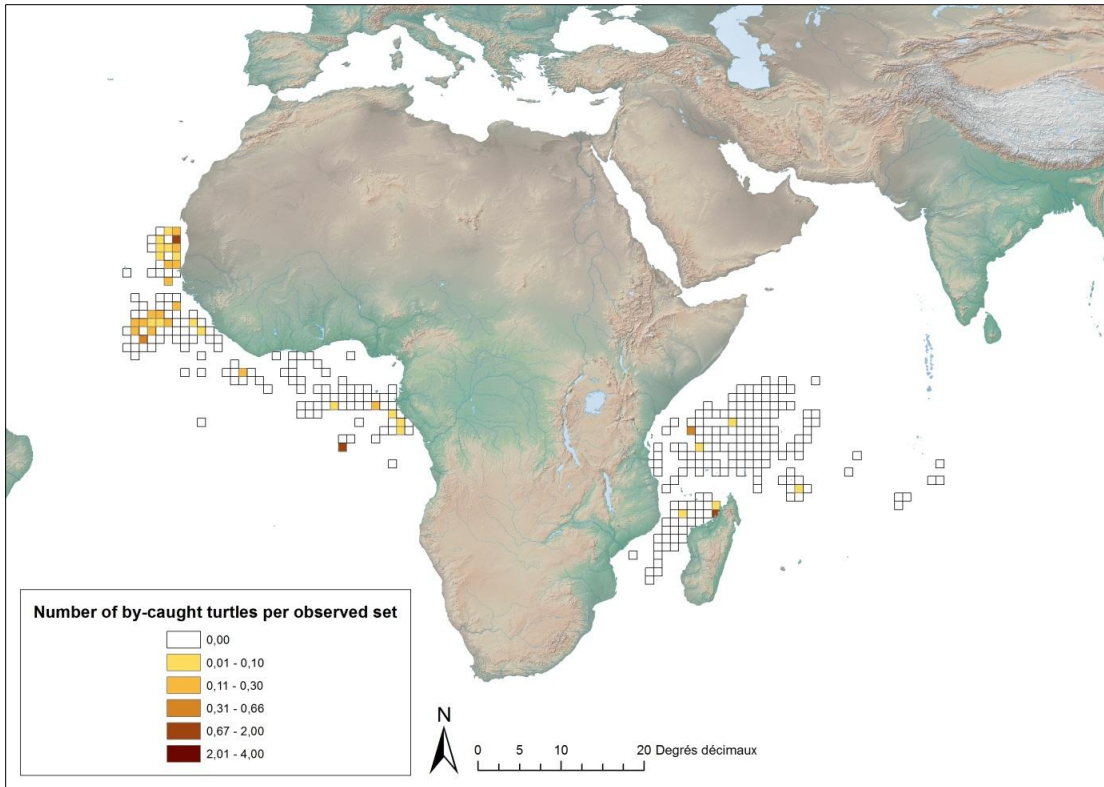 Number of by-caught turtles per observed set
0,00
0,01 - 0,10
0,11 - 0,30
0,31 - 0,66
0,67 - 2,00
2,01 - 4,00
N
0 5 10 20 Degrés décimaux